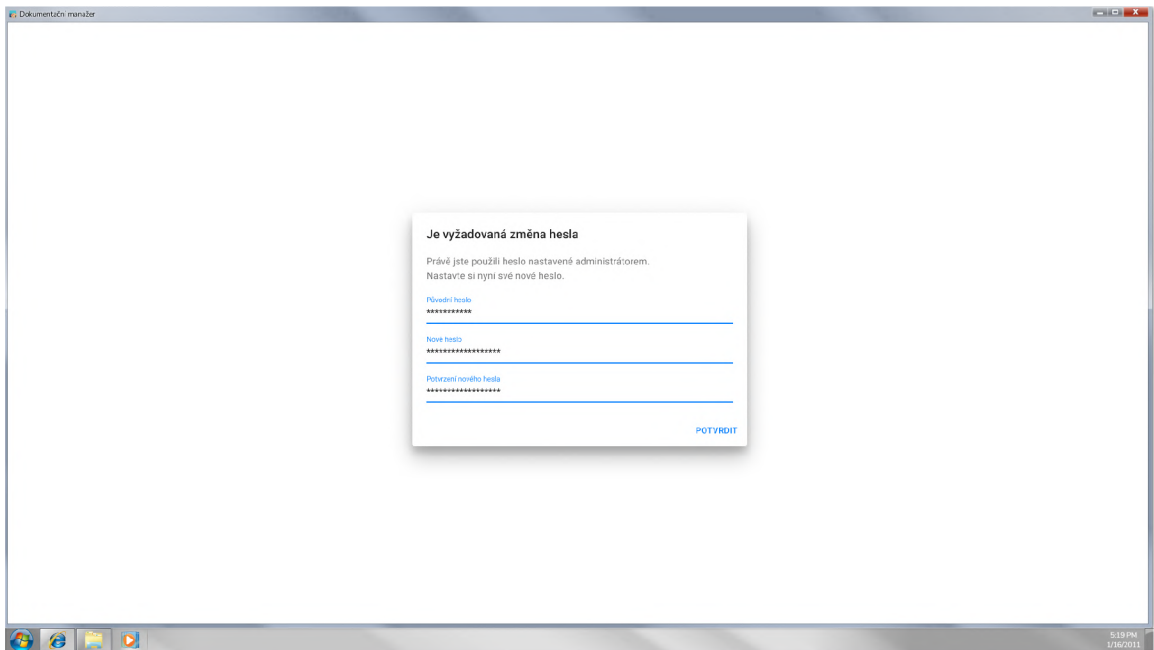 Dokumentační manažer
Je vyžadovaná změna hesla
Právě jste použili heslo nastavené administrátorem.
Nastavte si nyní své nové heslo.
Původní heslo
***********
Nové heslo
******************
Potvrzení nového hesla
******************
POTVRDIT
5:19 PM
1/16/2011